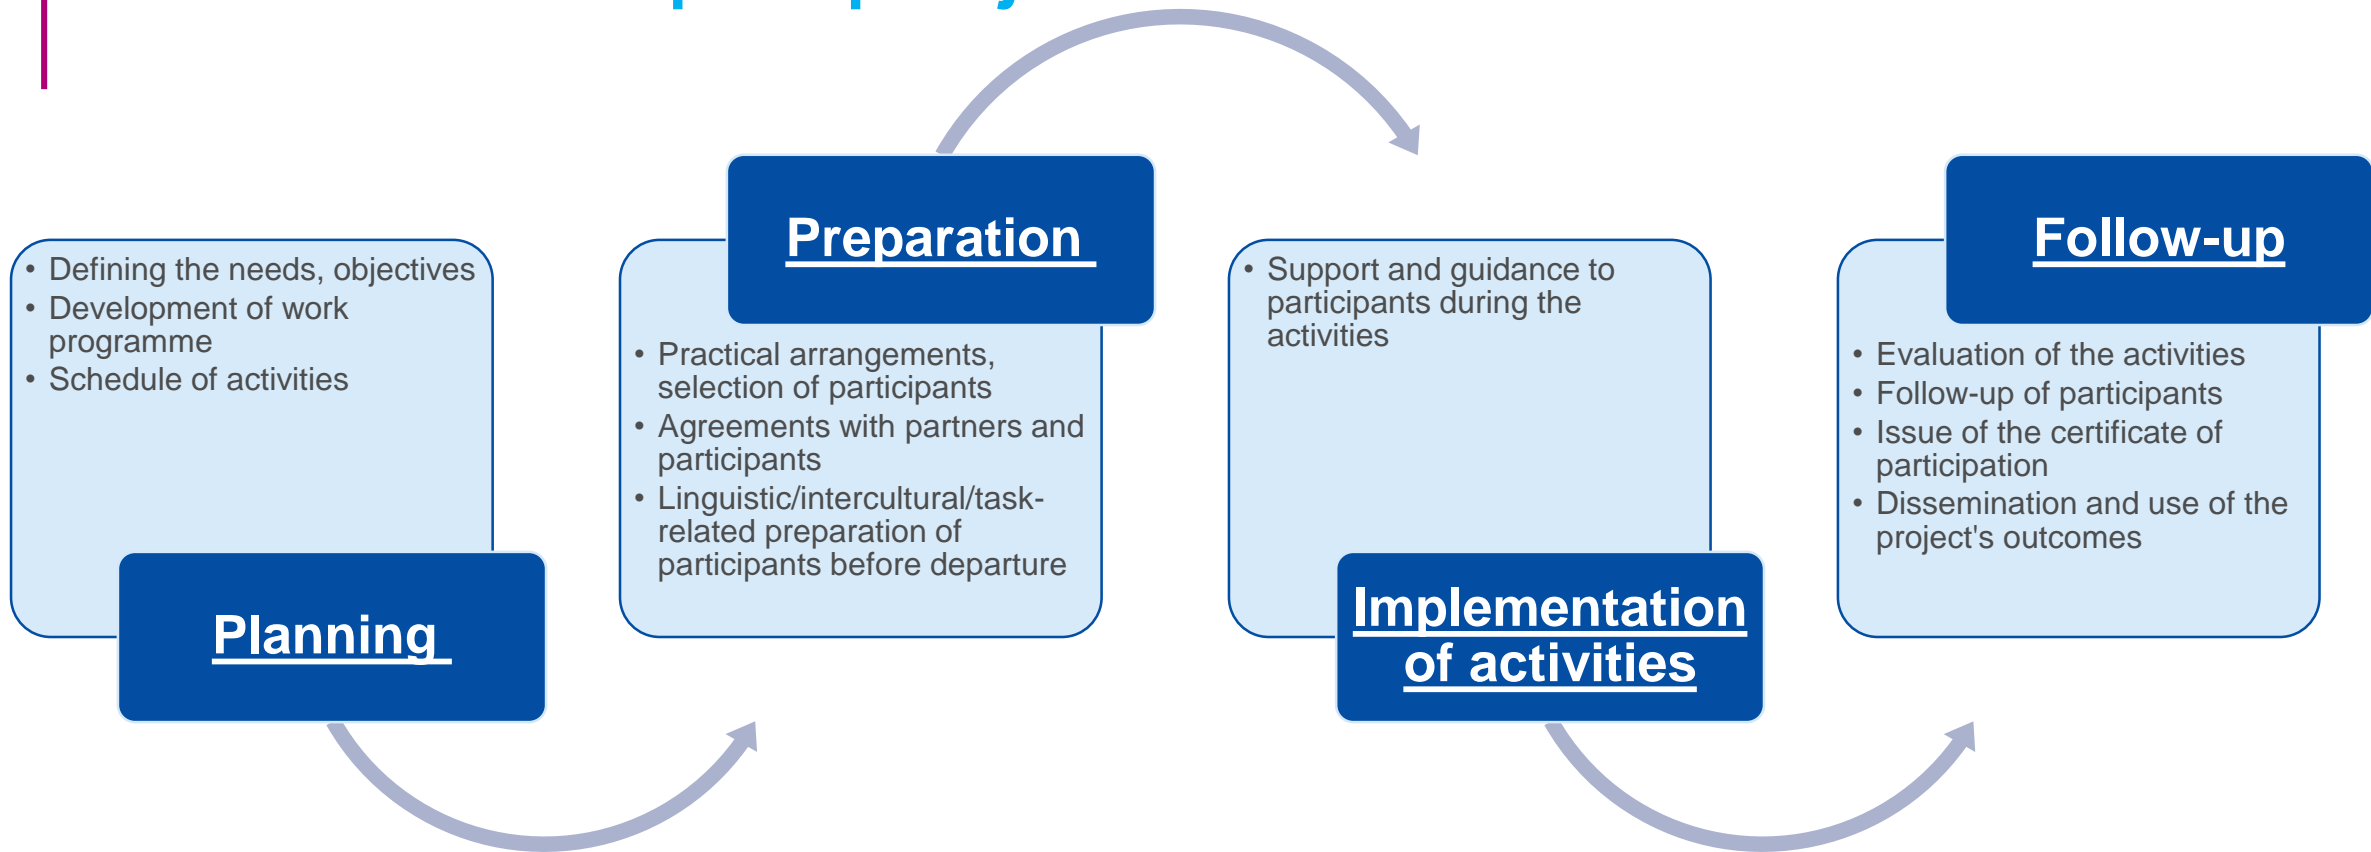 • Defining the needs, objectives
• Development of work
programme
• Schedule of activities
Planning
Preparation
• Practical arrangements,
selection of participants
• Agreements with partners and
participants
• Linguistic/intercultural/task-
related preparation of
participants before departure
• Support and guidance to
participants during the
activities
Implementation
of activities
Follow-up
• Evaluation of the activities
• Follow-up of participants
• Issue of the certificate of
participation
• Dissemination and use of the
project's outcomes